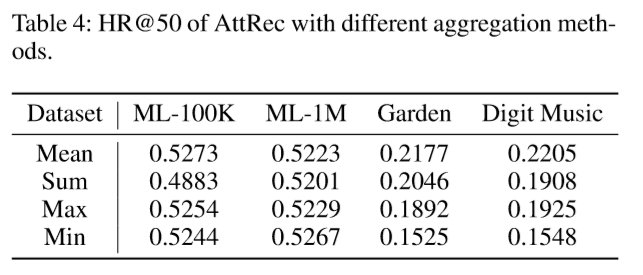 Table 4: HR@50 of AttRec with different aggregation meth-
ods.
Dataset ML-100K ML-1M Garden Digit Music
Mean 0.5273 0.5223 0.2177 0.2205
Sum 0.4883 0.5201 0.2046 0.1908
Max 0.5254 0.5229 0.1892 0.1925
Min 0.5244 0.5267 0.1525 0.1548